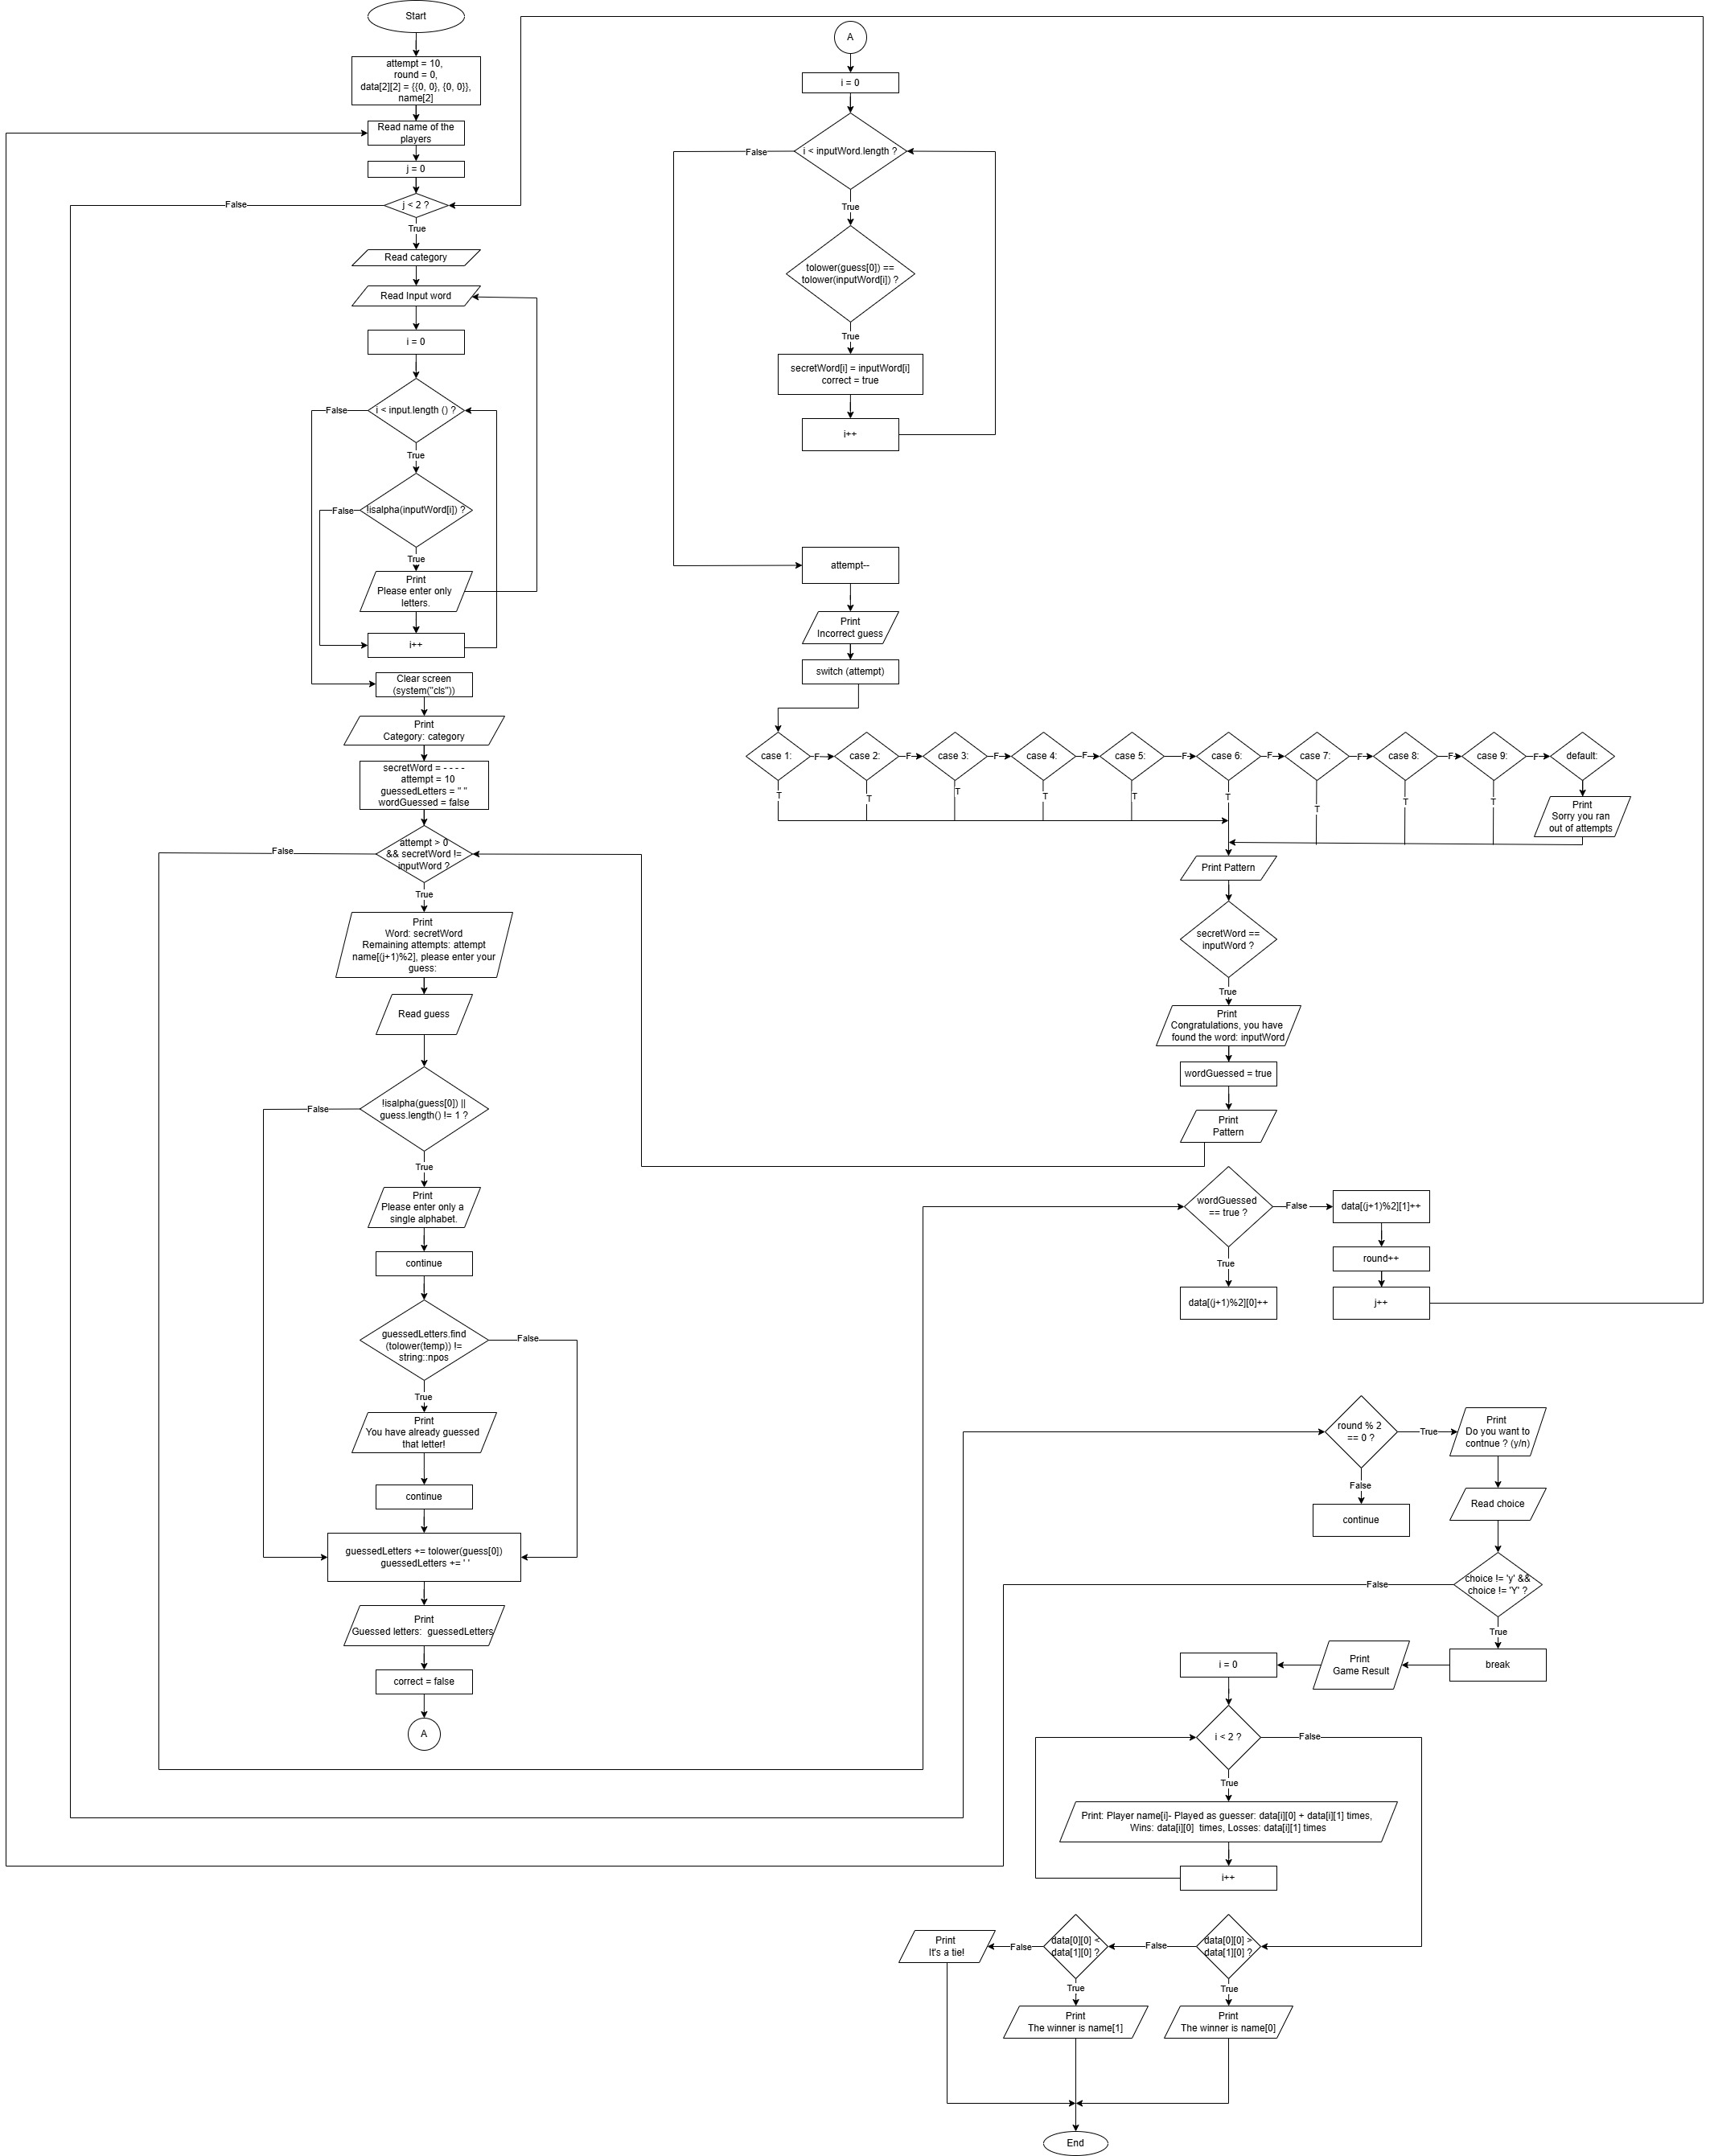 Start
attempt = 10,
round = 0,
data[2][2] = {{0, 0}, {0, 0}},
name[2]
Read name of the
players
j = 0
j < 2 ?
False
True
Read category
Read Input word
i = 0
i < input.length () ?
False
True
!isalpha(inputWord[i]) ?
False
True
Print
Please enter only
letters.
i++
Clear screen
(system("cls"))
Print
Category: category
secretWord = - - - -
attempt = 10
guessedLetters = " "
wordGuessed = false
attempt > 0
&& secretWord !=
inputWord ?
False
True
Print
Word: secretWord
Remaining attempts: attempt
name[(j+1)%2], please enter your
guess:
Read guess
!isalpha(guess[0]) ||
guess.length() != 1 ?
False
True
Print
Please enter only a
single alphabet.
continue
guessedLetters.find
(tolower(temp)) !=
string::npos
False
True
Print
You have already guessed
that letter!
continue
guessedLetters += tolower(guess[0])
guessedLetters += ' '
Print
Guessed letters:  guessedLetters
correct = false
A
A
i = 0
i < inputWord.length ?
False
True
tolower(guess[0]) ==
tolower(inputWord[i]) ?
True
secretWord[i] = inputWord[i]
correct = true
i++
attempt--
Print
Incorrect guess
switch (attempt)
case 1:
F
case 2:
F
case 3:
F
case 4:
F
case 5:
F
case 6:
F
case 7:
F
case 8:
F
case 9:
F
default:
T
T
T
T
T
T
T
T
T
Print
Sorry you ran
out of attempts
Print Pattern
secretWord ==
inputWord ?
True
Print
Congratulations, you have
found the word: inputWord
wordGuessed = true
Print
Pattern
wordGuessed
== true ?
False
True
data[(j+1)%2][0]++
data[(j+1)%2][1]++
round++
j++
round % 2
== 0 ?
True
False
continue
Print
Do you want to
contnue ? (y/n)
Read choice
choice != 'y' &&
choice != 'Y' ?
False
True
break
Print
Game Result
i = 0
i < 2 ?
False
True
Print: Player name[i]- Played as guesser: data[i][0] + data[i][1] times,
Wins: data[i][0]  times, Losses: data[i][1] times
i++
data[0][0] >
data[1][0] ?
False
True
data[0][0] <
data[1][0] ?
False
True
Print
It's a tie!
Print
The winner is name[1]
Print
The winner is name[0]
End